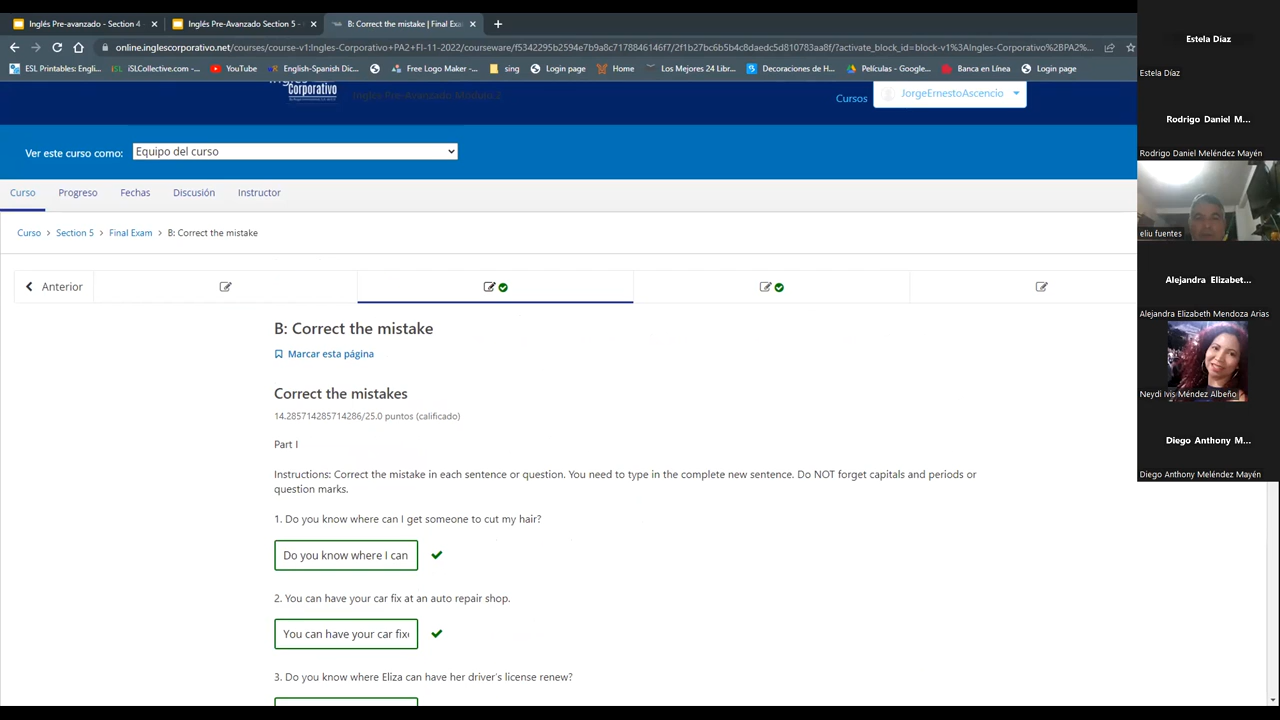 Inglés Pre-avanzado - Section 4
Inglés Pre-Avanzado Section 5 -
B: Correct the mistake | Final Exa
online.inglescorporativo.net/courses/course-v1:Ingles-Corporativo+PA2+FI-11-2022/courseware/f5342295b2594e7b9a8c7178846146f7/2f1b27bc6b5b4c8daedc5d810783aa8f/?activate_block_id=block-v1%3AIngles-Corporativo%2BPA2%...
ESL Printables: Engli...
iSLCollective.com -...
YouTube
English-Spanish Dic...
Free Logo Maker -...
sing
Login page
Home
Los Mejores 24 Librl...
Decoraciones de H...
Películas - Google...
Banca en Línea
Login page
Corporativo
Inglés Pre-Avanzado Módulo 2
Cursos
JorgeErnestoAscencio
Ver este curso como:
Equipo del curso
Curso
Progreso
Fechas
Discusión
Instructor
Curso > Section 5 > Final Exam > B: Correct the mistake
Anterior
B: Correct the mistake
Marcar esta página
Correct the mistakes
14.285714285714286/25.0 puntos (calificado)
Part I
Instructions: Correct the mistake in each sentence or question. You need to type in the complete new sentence. Do NOT forget capitals and periods or
question marks.
1. Do you know where can I get someone to cut my hair?
Do you know where I can
2. You can have your car fix at an auto repair shop.
You can have your car fixe
3. Do you know where Eliza can have her driver's license renew?
Estela Díaz
Estela Díaz
Rodrigo Daniel M...
Rodrigo Daniel Meléndez Mayén
eliu fuentes
Alejandra Elizabet...
Alejandra Elizabeth Mendoza Arias
Neydi Ivis Méndez Albeño
Diego Anthony M...
Diego Anthony Meléndez Mayén